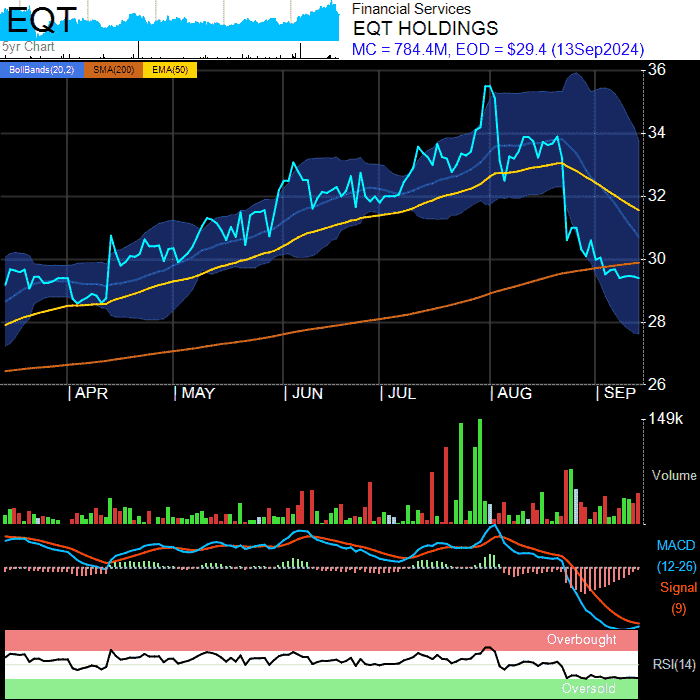 EQT
5yr Chart
Financial Services
EQT HOLDINGS
MC = 784.4M, EOD = $29.4 (13Sep2024)
BollBands(20,2) SMA(200) EMA(50)
36
34
32
30
28
26
APR MAY JUN JUL AUG SEP
149k
Volume
MACD
(12-26)
Signal
(9)
Overbought
RSI(14)
Oversold